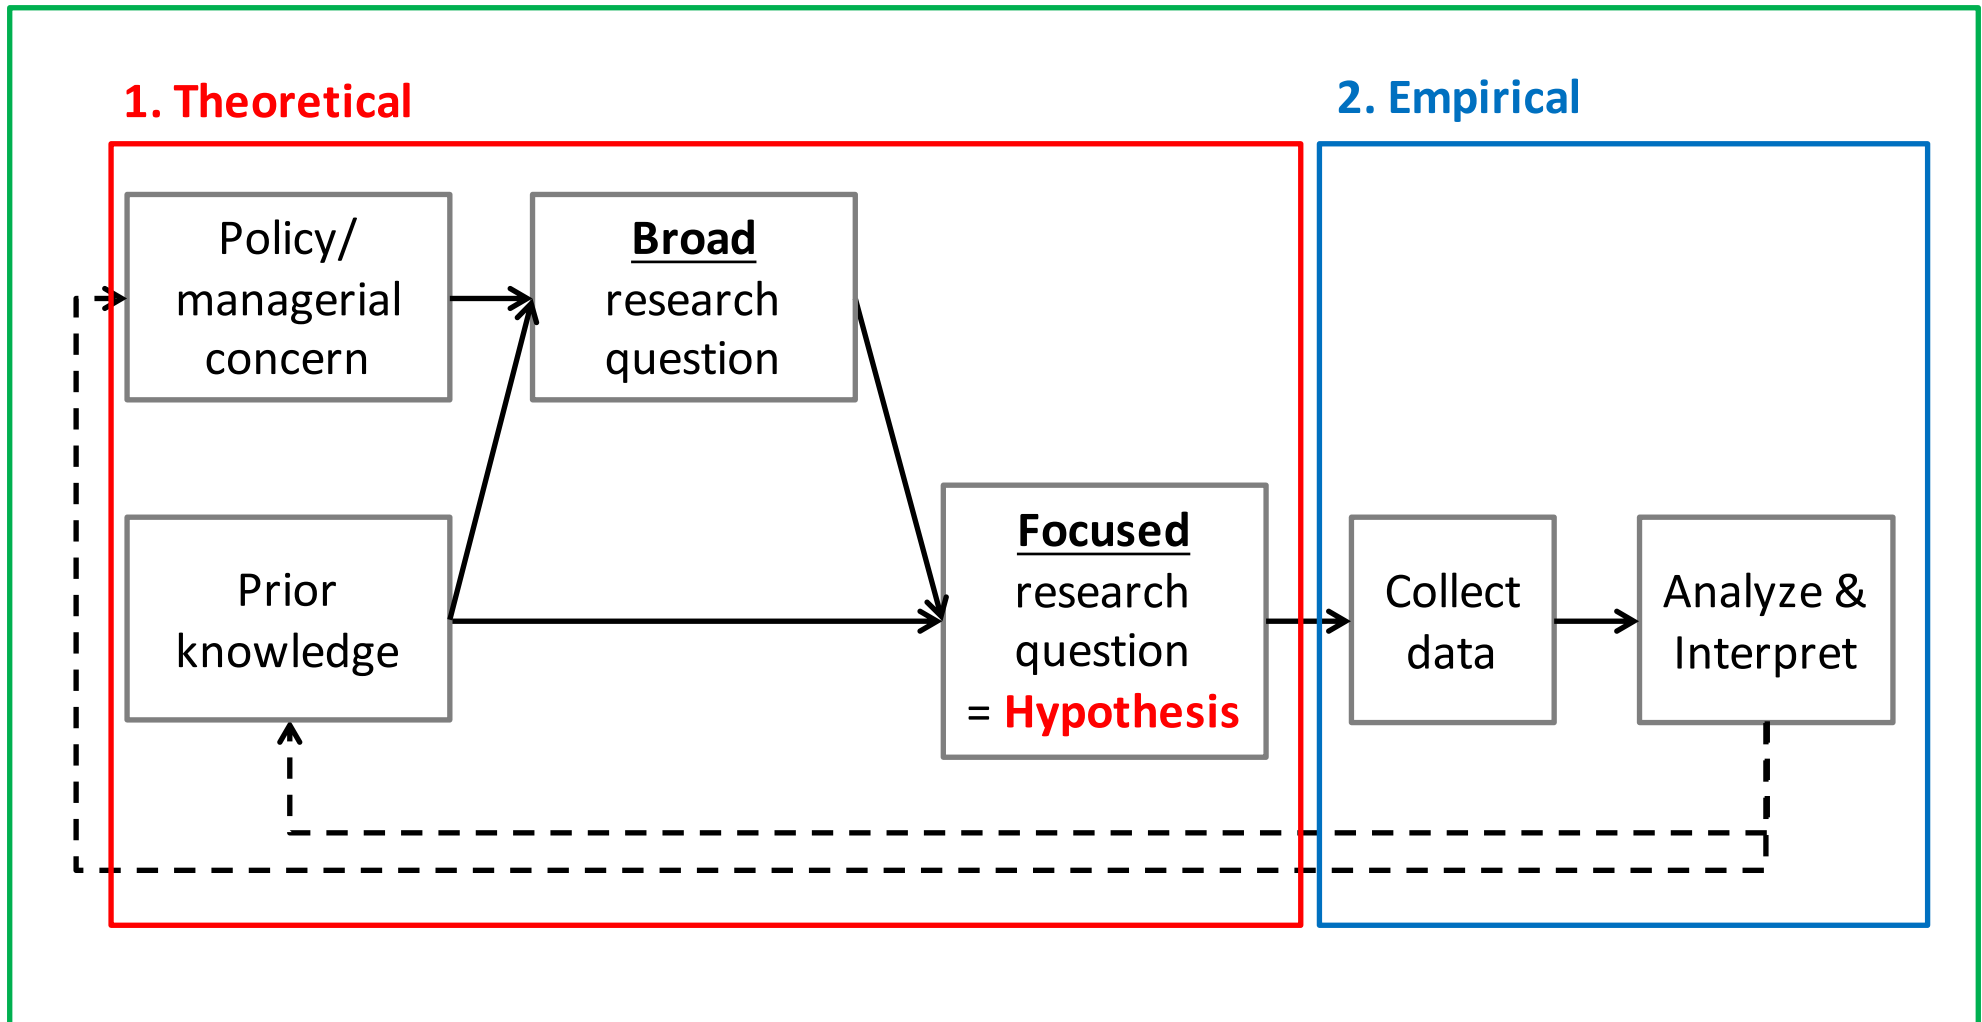 1. Theoretical
2. Empirical
Policy/
managerial
concern
Broad
research
question
Prior
knowledge
Focused
research
question
= Hypothesis
Collect
data
Analyze &
Interpret